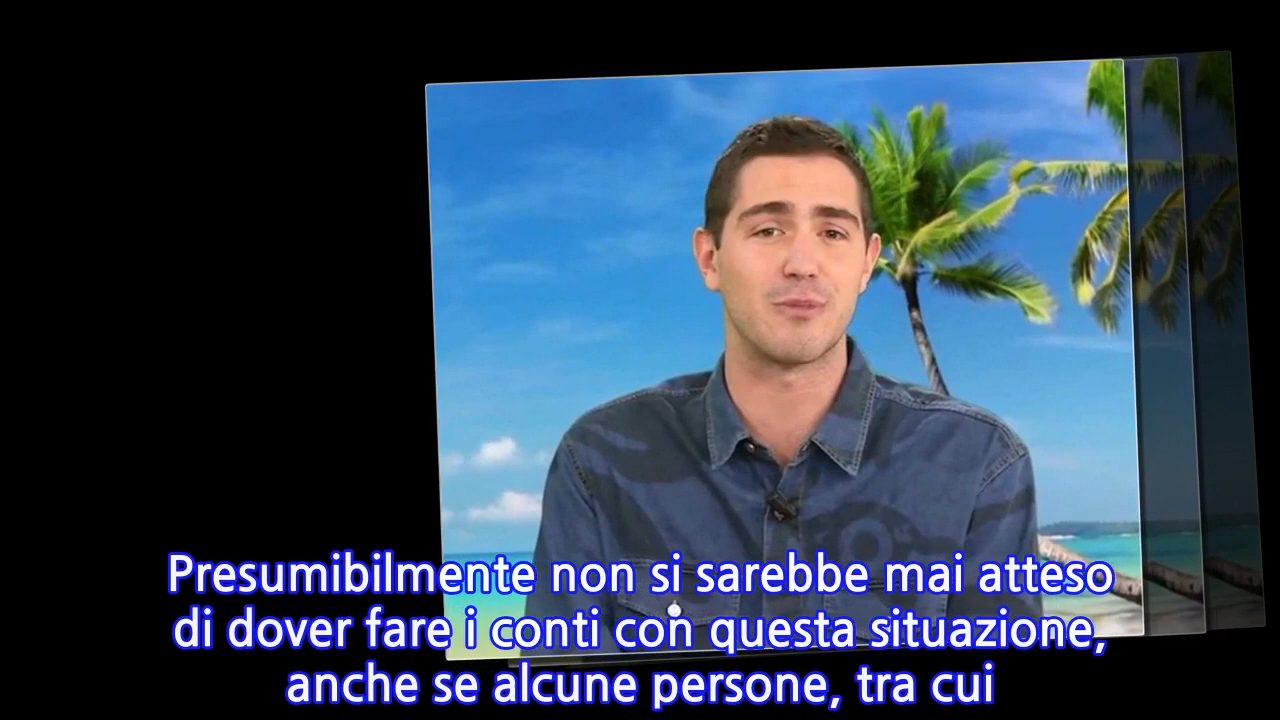 Presumibilmente non si sarebbe mai atteso
di dover fare i conti con questa situazione,
anche se alcune persone, tra cui